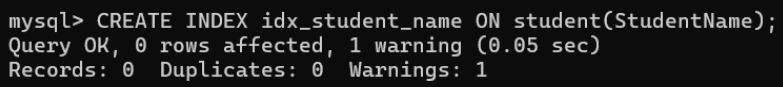 mysql> CREATE INDEX idx_student_name ON student(StudentName);
Query OK, 0 rows affected, 1 warning (0.05 sec)
Records: 0  Duplicates: 0  Warnings: 1